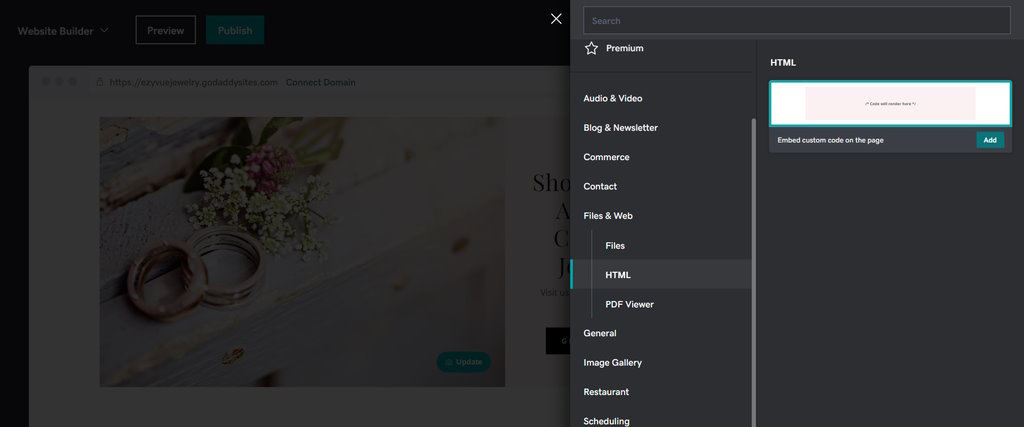 Website Builder
Preview
Publish
https://ezyvuejewelry.godaddysites.com Connect Domain
Sho
A
C
J
Visit us
G
Update
Search
Premium
Audio & Video
Blog & Newsletter
Commerce
Contact
Files & Web
Files
HTML
PDF Viewer
General
Image Gallery
Restaurant
Scheduling
HTML
/* Code will render here */
Embed custom code on the page
Add